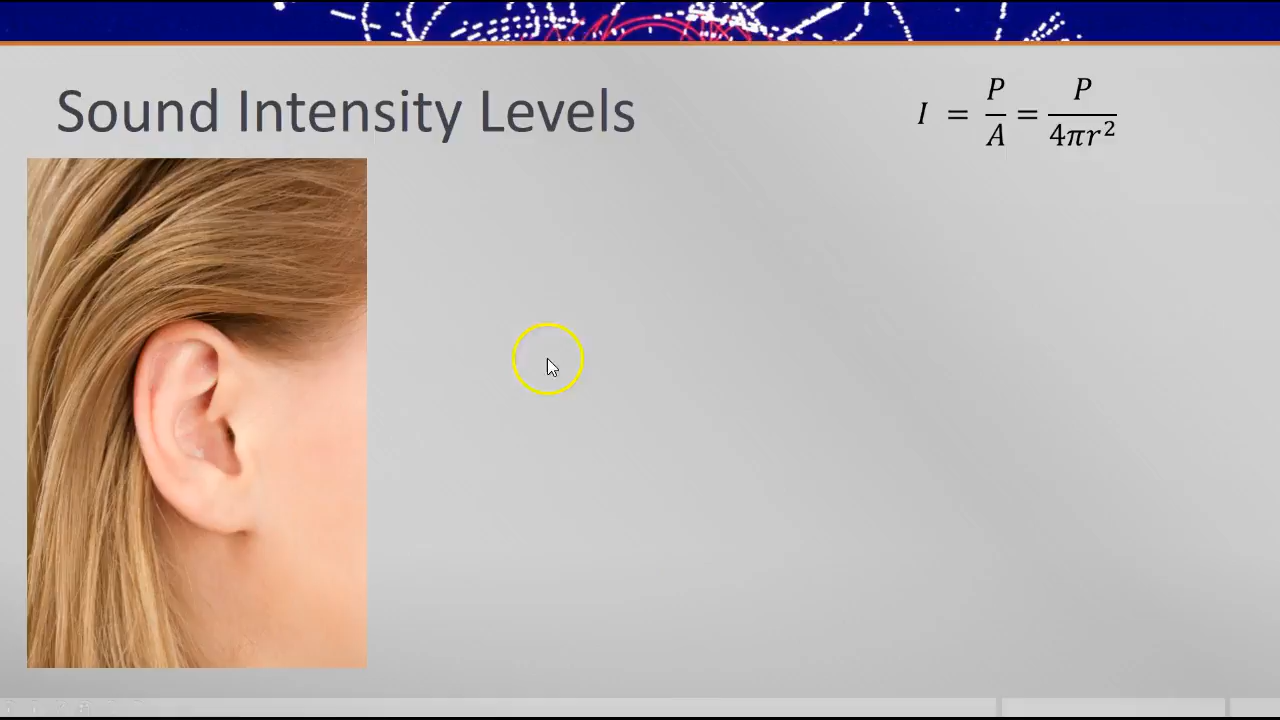 Sound Intensity Levels
I = P/A = P/4πr²